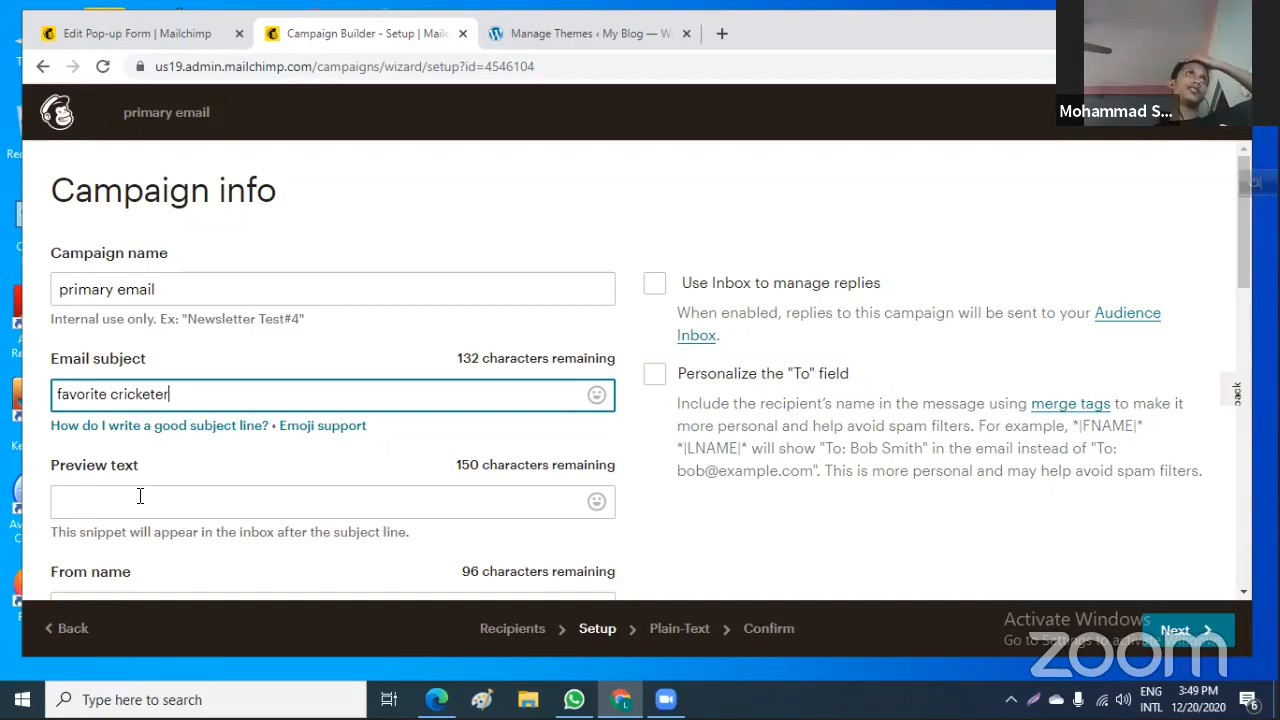 Edit Pop-up Form | Mailchimp
Campaign Builder - Setup | Mailc
Manage Themes ‹ My Blog — W
us19.admin.mailchimp.com/campaigns/wizard/setup?id=4546104
primary email
Mohammad S...
Campaign info
Campaign name
primary email
Internal use only. Ex: "Newsletter Test#4"
Email subject
132 characters remaining
favorite cricketer
How do I write a good subject line? • Emoji support
Preview text
150 characters remaining
This snippet will appear in the inbox after the subject line.
From name
96 characters remaining
Use Inbox to manage replies
When enabled, replies to this campaign will be sent to your Audience
Inbox.
Personalize the "To" field
Include the recipient's name in the message using merge tags to make it
more personal and help avoid spam filters. For example, *|FNAME|*
*|LNAME|* will show "To: Bob Smith" in the email instead of "To:
bob@example.com". This is more personal and may help avoid spam filters.
back
Back
Recipients
Setup
Plain-Text
Confirm
Activate Windows
Go to Settings to activate
Next
zoom
Type here to search
ENG
INTL
3:49 PM
12/20/2020
6